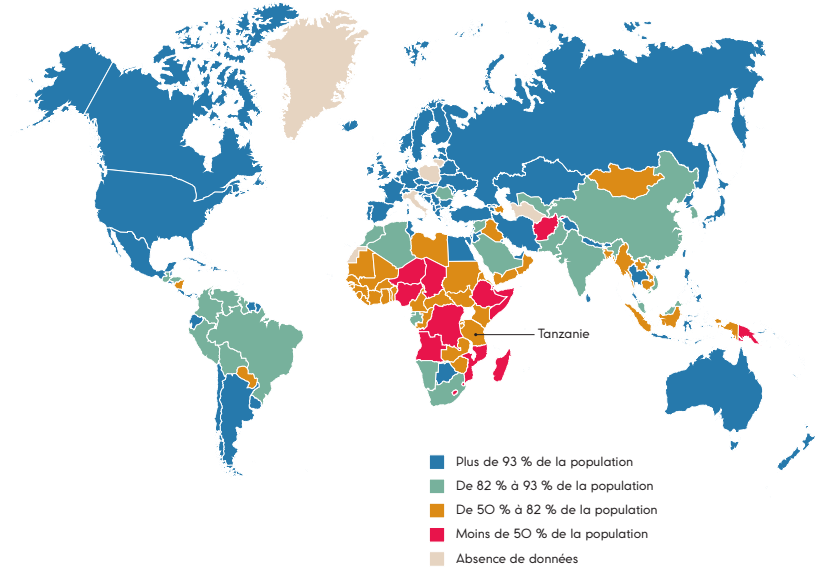 Tanzanie
Plus de 93 % de la population
De 82 % à 93 % de la population
De 50 % à 82 % de la population
Moins de 50 % de la population
Absence de données